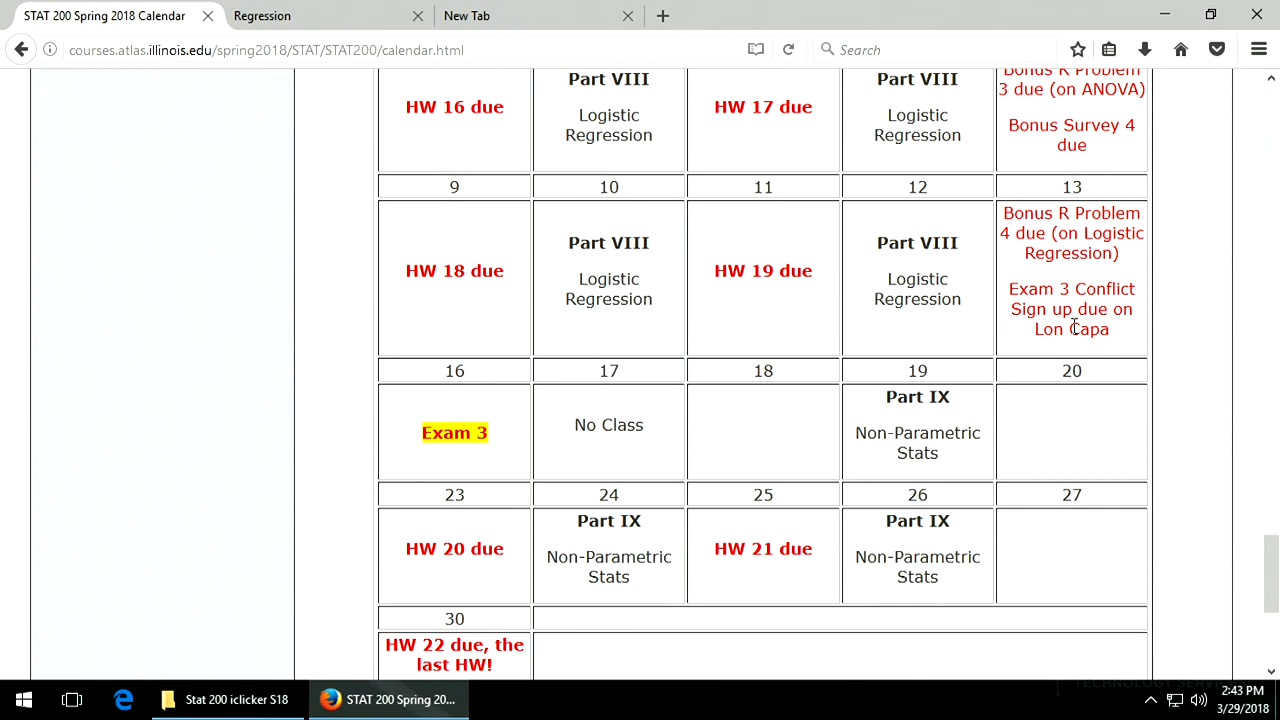 STAT 200 Spring 2018 Calendar
Regression
New Tab
courses.atlas.illinois.edu/spring2018/STAT/STAT200/calendar.html
Search
HW 16 due
Part VIII
Logistic
Regression
HW 17 due
Part VIII
Logistic
Regression
Bonus R Problem
3 due (on ANOVA)
Bonus Survey 4
due
9
10
11
12
13
HW 18 due
Part VIII
Logistic
Regression
HW 19 due
Part VIII
Logistic
Regression
Bonus R Problem
4 due (on Logistic
Regression)
Exam 3 Conflict
Sign up due on
Lon Capa
16
17
18
19
20
Exam 3
No Class
Part IX
Non-Parametric
Stats
23
24
25
26
27
HW 20 due
Part IX
Non-Parametric
Stats
HW 21 due
Part IX
Non-Parametric
Stats
30
HW 22 due, the
last HW!
Stat 200 iclicker S18
STAT 200 Spring 20...
TECHNOLOGY SERVICES
2:43 PM
3/29/2018